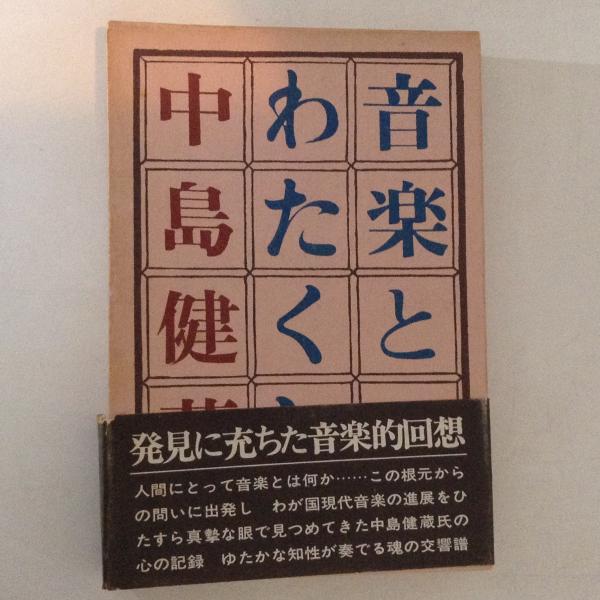 音楽と
わたくし
中島健蔵
発見に充ちた音楽的回想
人間にとって音楽とは何か……この根元から
の問いに出発し　わが国現代音楽の進展をひ
たすら真摯な眼で見つめてきた中島健蔵氏の
心の記録　ゆたかな知性が奏でる魂の交響譜